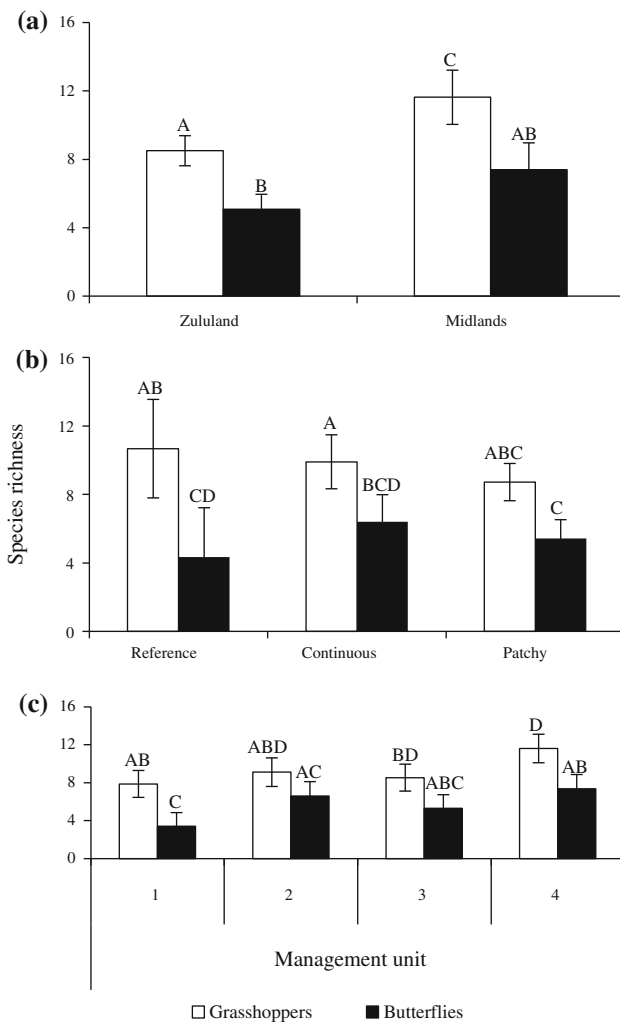 (a)
16
12
8
4
0
A
B
C
AB
Zululand
Midlands
(b)
Species richness
16
12
8
4
0
AB
CD
A
BCD
ABC
C
Reference
Continuous
Patchy
(c)
16
12
8
4
0
AB
C
ABD
AC
BD
ABC
D
AB
1
2
3
4
Management unit
Grasshoppers
Butterflies